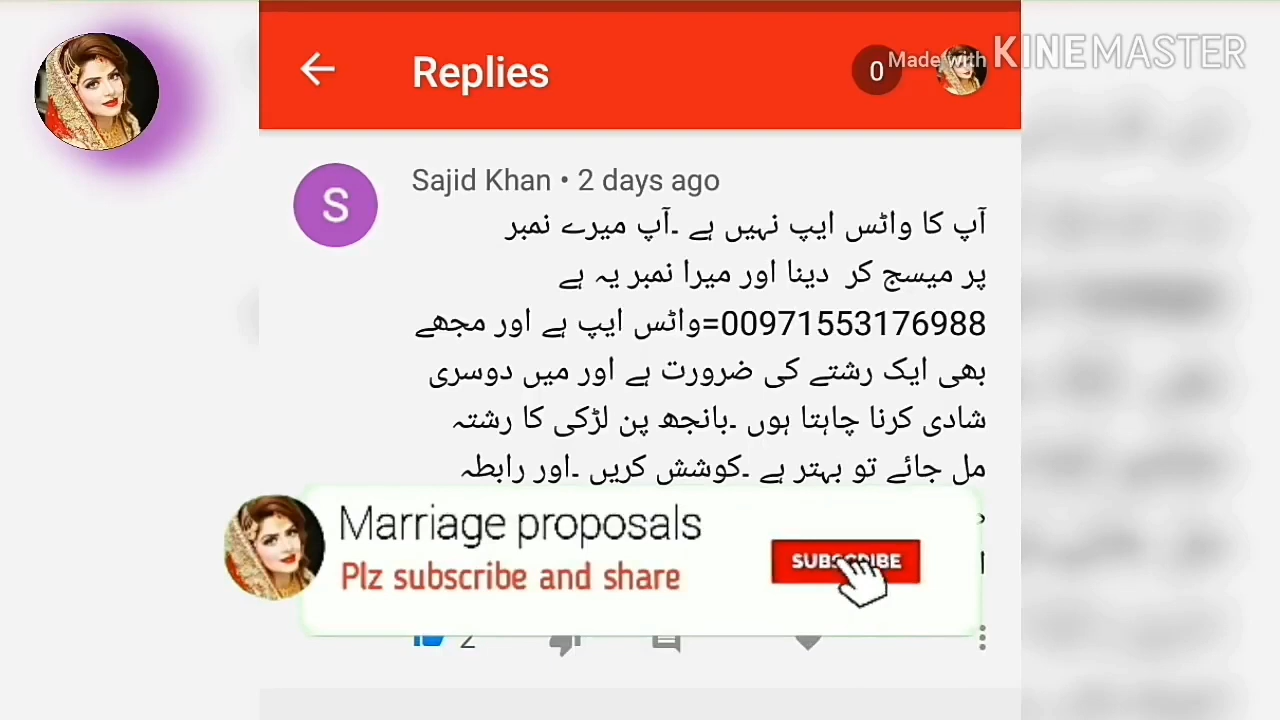 Replies
0
Made with KINEMASTER
S
Sajid Khan • 2 days ago
آپ کا واٹس ایپ نہیں ہے ۔آپ میرے نمبر
پر میسج کر دینا اور میرا نمبر یہ ہے
00971553176988=واٹس ایپ ہے اور مجھے
بھی ایک رشتے کی ضرورت ہے اور میں دوسری
شادی کرنا چاہتا ہوں ۔بانجھ پن لڑکی کا رشتہ
مل جائے تو بہتر ہے ۔کوشش کریں ۔اور رابطہ
Marriage proposals
Plz subscribe and share
SUBSCRIBE
2